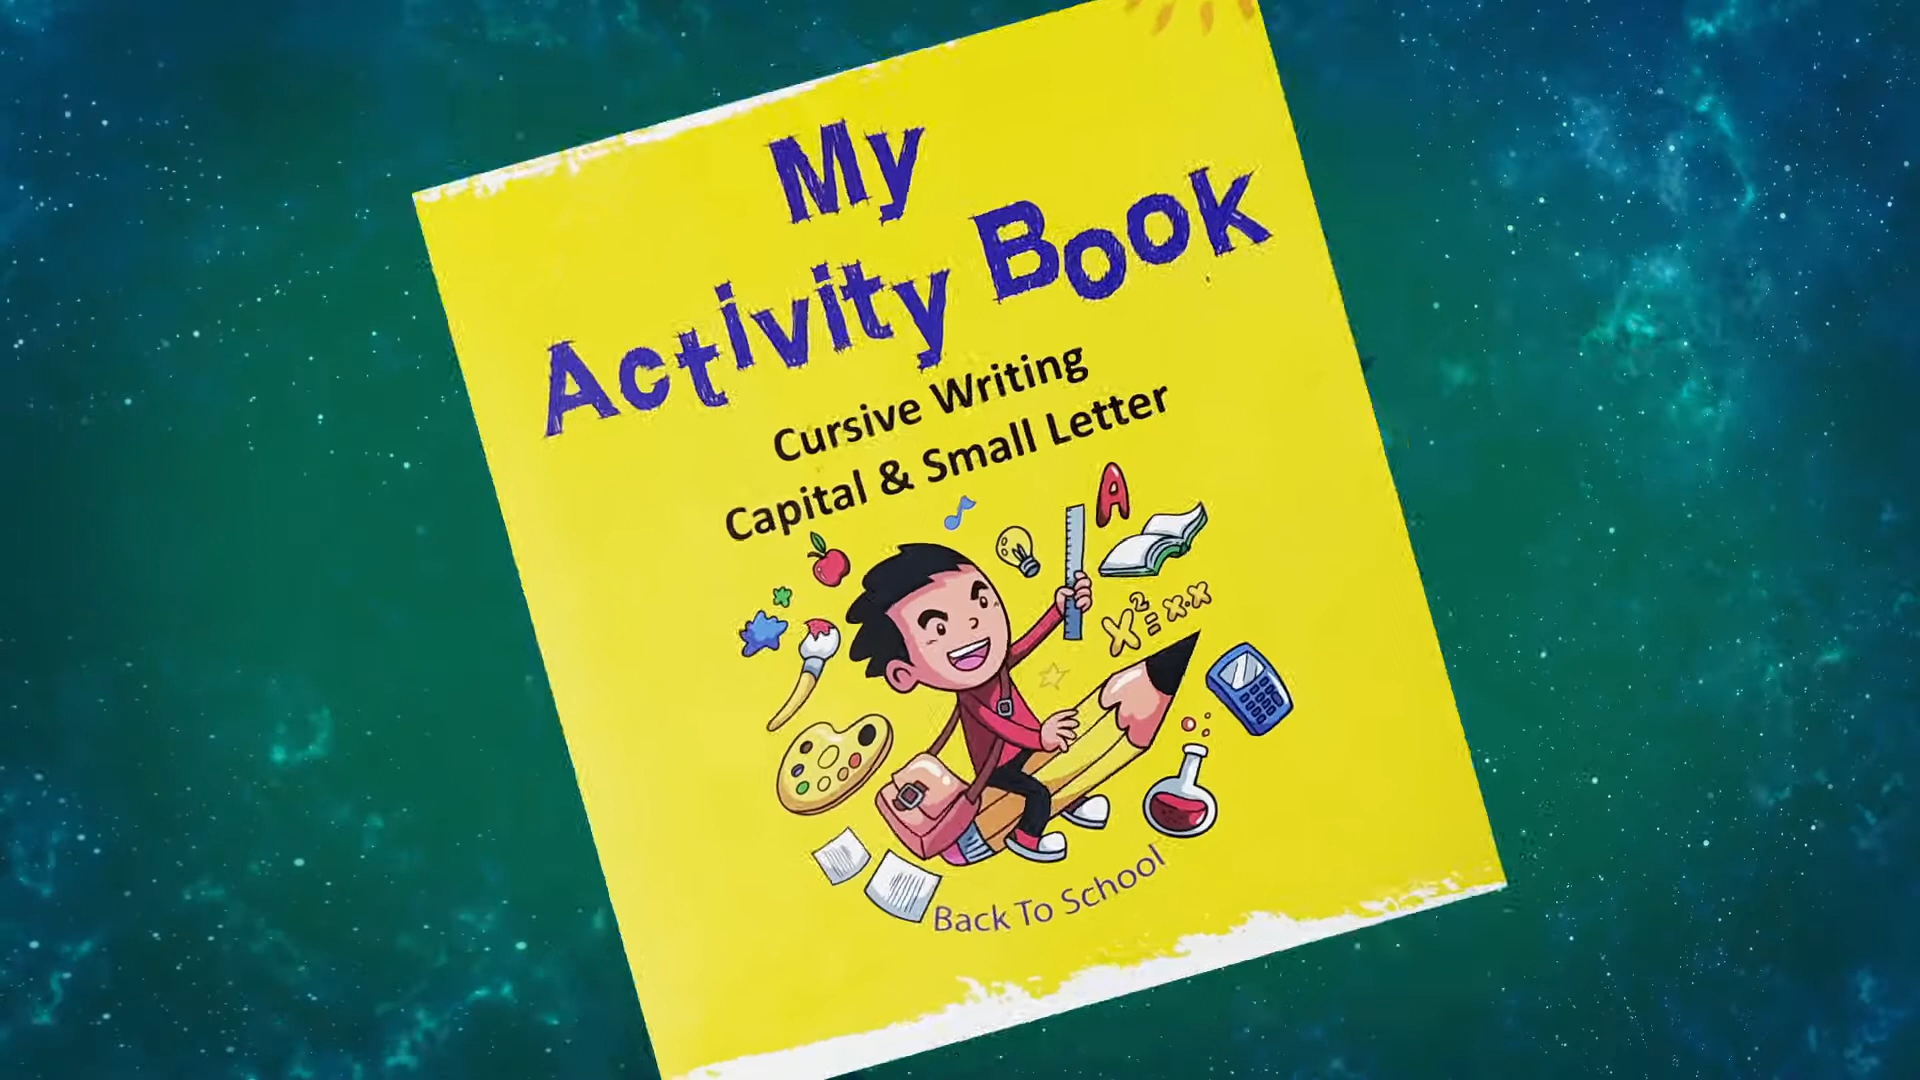 My
Activity Book
Cursive Writing
Capital & Small Letter
A
X²=x·x
Back To School